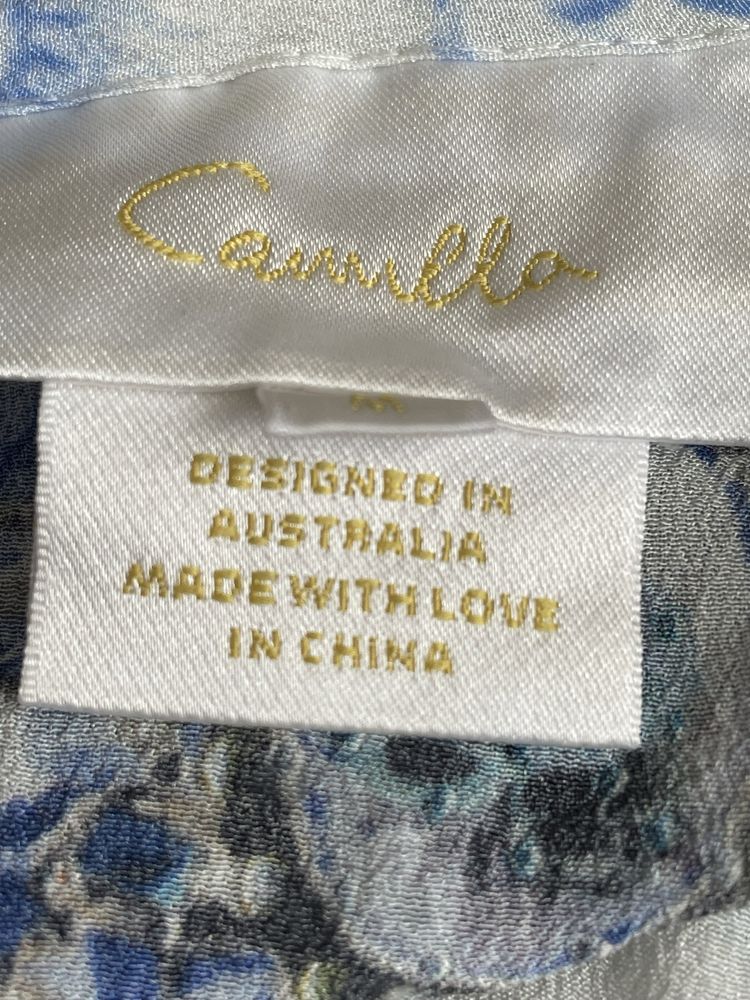 Camilla
DESIGNED IN
AUSTRALIA
MADE WITH LOVE
IN CHINA